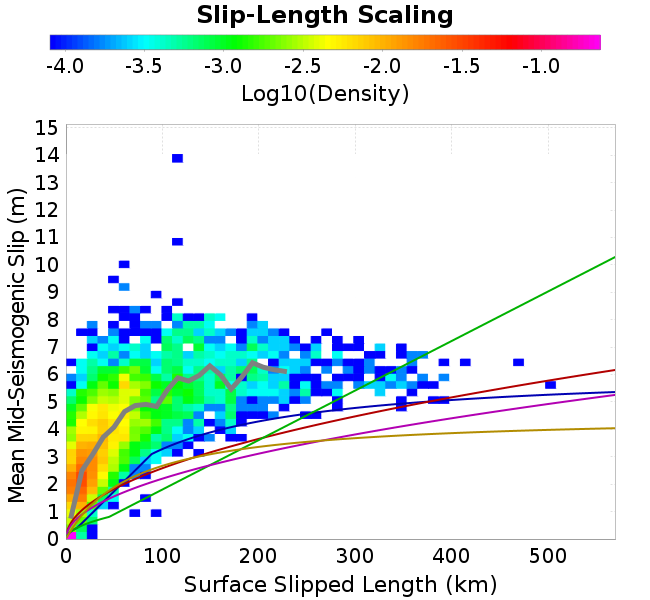 Slip-Length Scaling
-4.0 -3.5 -3.0 -2.5 -2.0 -1.5 -1.0
Log10(Density)
15
14
13
12
11
10
9
8
7
6
5
4
3
2
1
0
Mean Mid-Seismogenic Slip (m)
0 100 200 300 400 500
Surface Slipped Length (km)